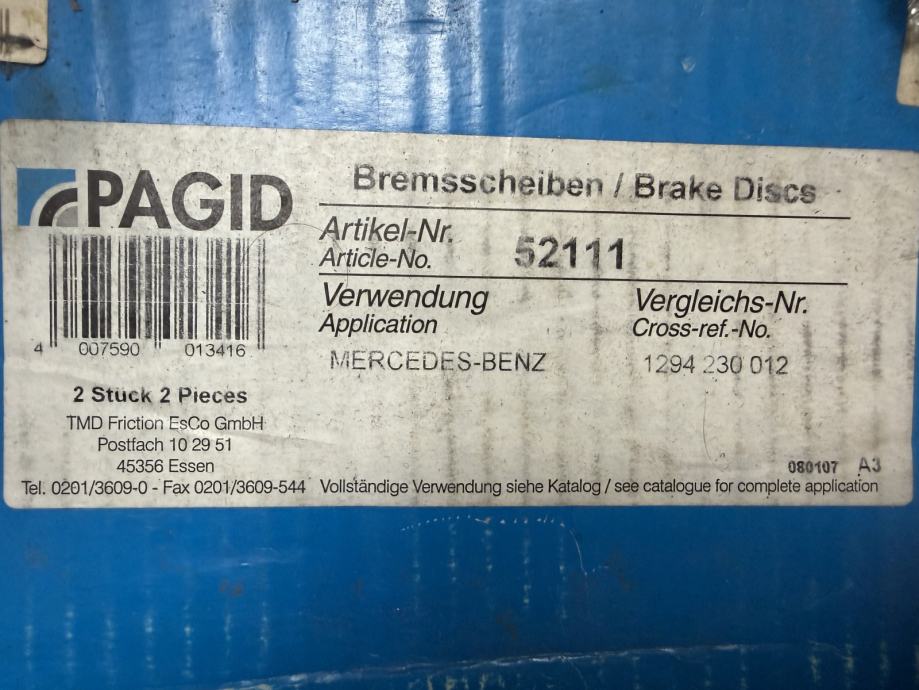 PAGID
Bremsscheiben / Brake Discs
Artikel-Nr.
Article-No.
52111
Verwendung
Application
Vergleichs-Nr.
Cross-ref.-No.
MERCEDES-BENZ
1294 230 012
4 007590 013416
2 Stück 2 Pieces
TMD Friction EsCo GmbH
Postfach 10 29 51
45356 Essen
Tel. 0201/3609-0 - Fax 0201/3609-544
080107 A3
Vollständige Verwendung siehe Katalog / see catalogue for complete application